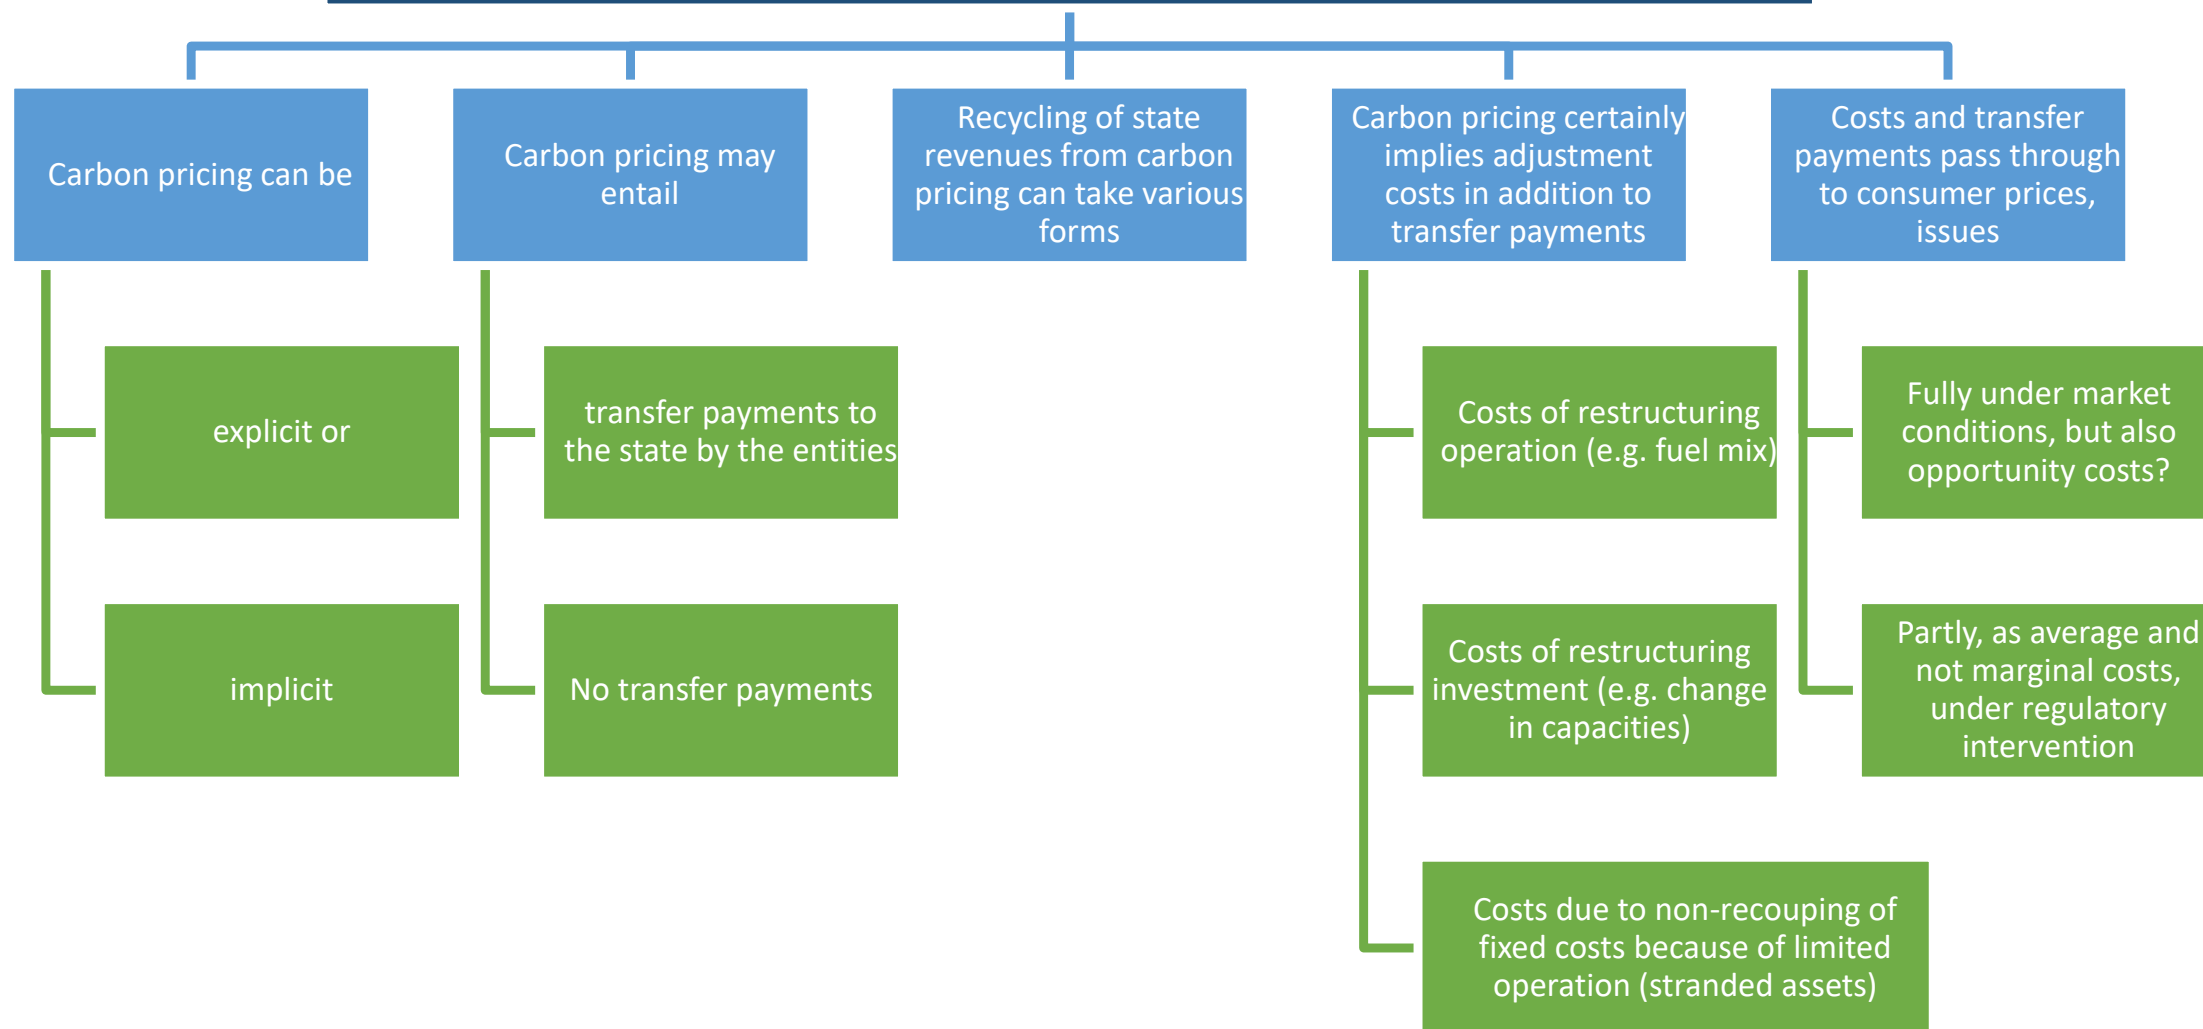 Carbon pricing can be
Carbon pricing may
entail
Recycling of state
revenues from carbon
pricing can take various
forms
Carbon pricing certainly
implies adjustment
costs in addition to
transfer payments
Costs and transfer
payments pass through
to consumer prices,
issues
explicit or
implicit
transfer payments to
the state by the entities
No transfer payments
Costs of restructuring
operation (e.g. fuel mix)
Costs of restructuring
investment (e.g. change
in capacities)
Costs due to non-recouping of
fixed costs because of limited
operation (stranded assets)
Fully under market
conditions, but also
opportunity costs?
Partly, as average and
not marginal costs,
under regulatory
intervention